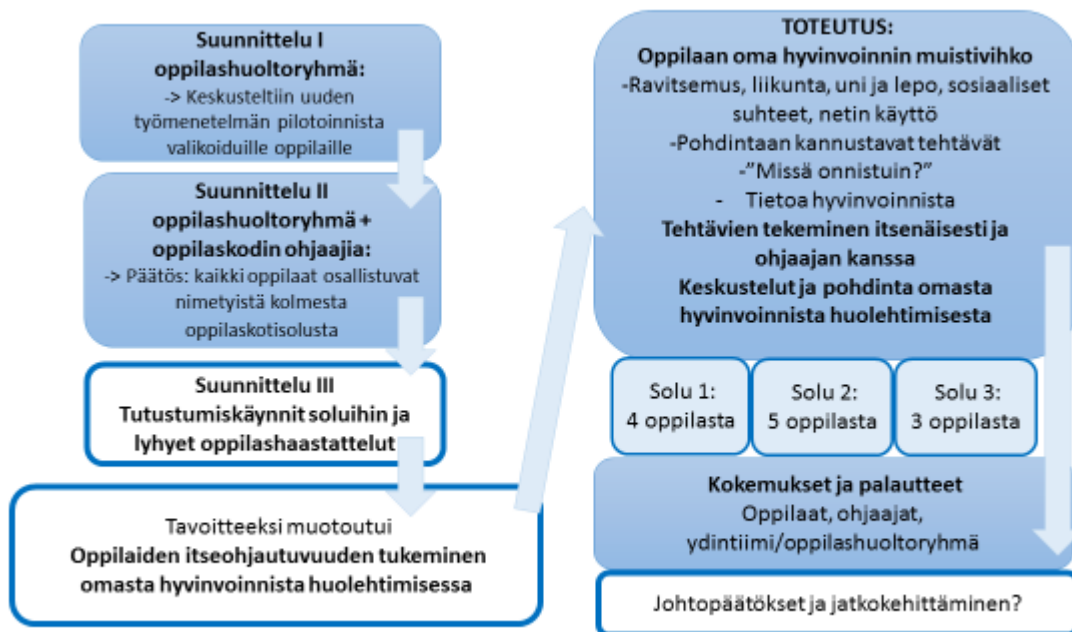 Suunnittelu I
oppilashuoltoryhmä:
-> Keskusteltiin uuden
työmenetelmän pilotoinnista
valikoiduille oppilaille
Suunnittelu II
oppilashuoltoryhmä +
oppilaskodin ohjaajia:
-> Päätös: kaikki oppilaat osallistuvat
nimetyistä kolmesta
oppilaskotisolusta
Suunnittelu III
Tutustumiskäynnit soluihin ja
lyhyet oppilashaastattelut
Tavoitteeksi muotoutui
Oppilaiden itseohjautuvuuden tukeminen
omasta hyvinvoinnista huolehtimisessa
TOTEUTUS:
Oppilaan oma hyvinvoinnin muistivihko
-Ravitsemus, liikunta, uni ja lepo, sosiaaliset
suhteet, netin käyttö
-Pohdintaan kannustavat tehtävät
-"Missä onnistuin?"
- Tietoa hyvinvoinnista
Tehtävien tekeminen itsenäisesti ja
ohjaajan kanssa
Keskustelut ja pohdinta omasta
hyvinvoinnista huolehtimisesta
Solu 1:
4 oppilasta
Solu 2:
5 oppilasta
Solu 3:
3 oppilasta
Kokemukset ja palautteet
Oppilaat, ohjaajat,
ydintiimi/oppilashuoltoryhmä
Johtopäätökset ja jatkokehittäminen?